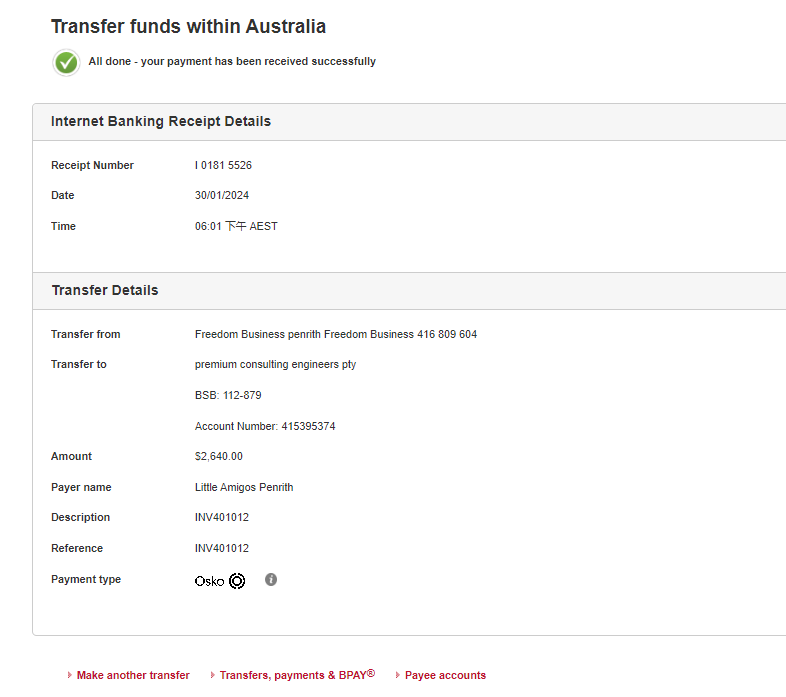 Transfer funds within Australia
All done - your payment has been received successfully
Internet Banking Receipt Details
Receipt Number I 0181 5526
Date 30/01/2024
Time 06:01 下午 AEST
Transfer Details
Transfer from Freedom Business penrith Freedom Business 416 809 604
Transfer to premium consulting engineers pty
BSB: 112-879
Account Number: 415395374
Amount $2,640.00
Payer name Little Amigos Penrith
Description INV401012
Reference INV401012
Payment type Osko
Make another transfer Transfers, payments & BPAY® Payee accounts